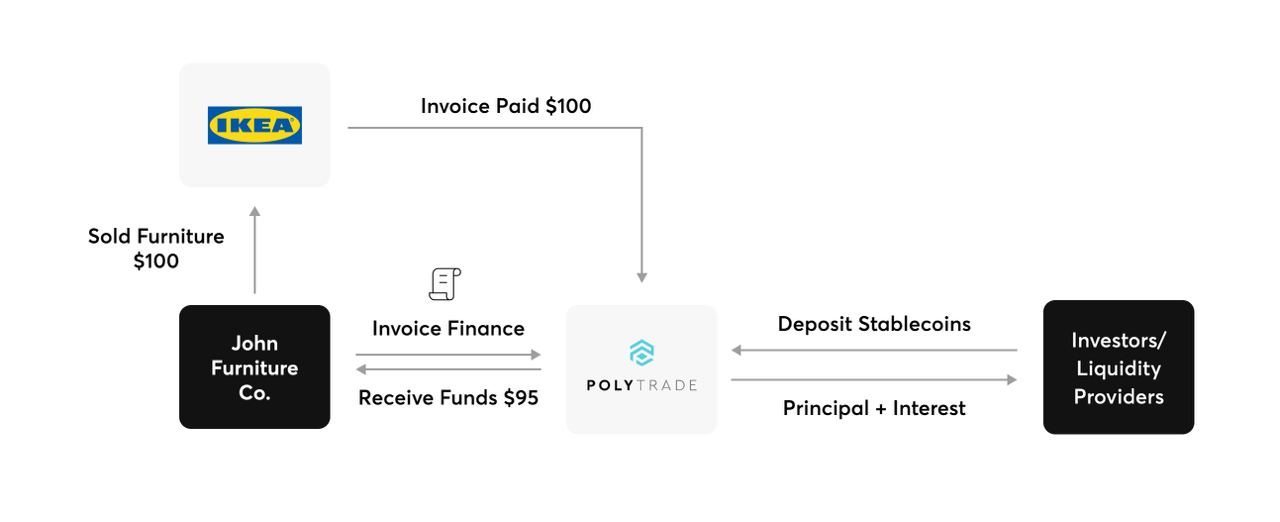 IKEA
Invoice Paid $100
Sold Furniture
$100
John
Furniture
Co.
Invoice Finance
Receive Funds $95
POLYTRADE
Deposit Stablecoins
Principal + Interest
Investors/
Liquidity
Providers